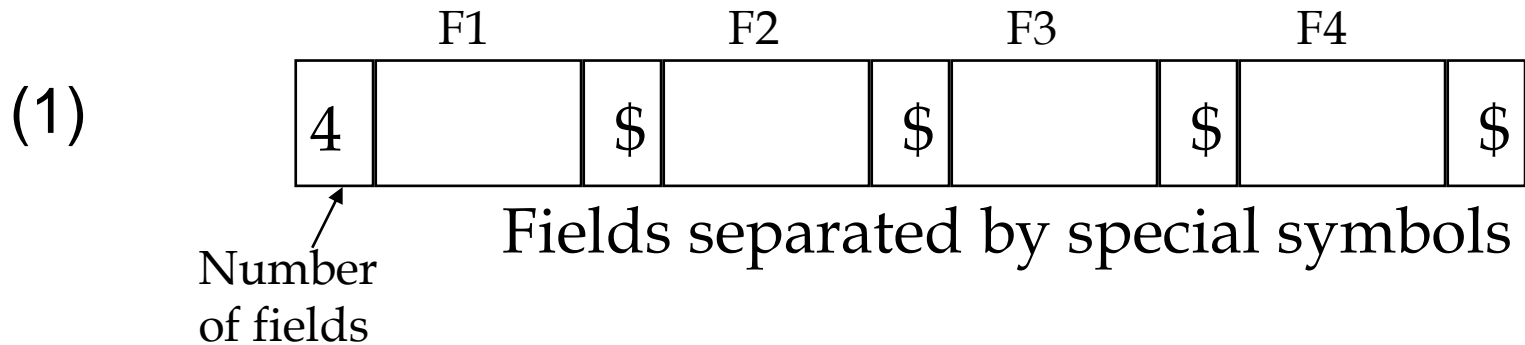 F1 F2 F3 F4
(1) 4 $ $ $ $
Fields separated by special symbols
Number
of fields